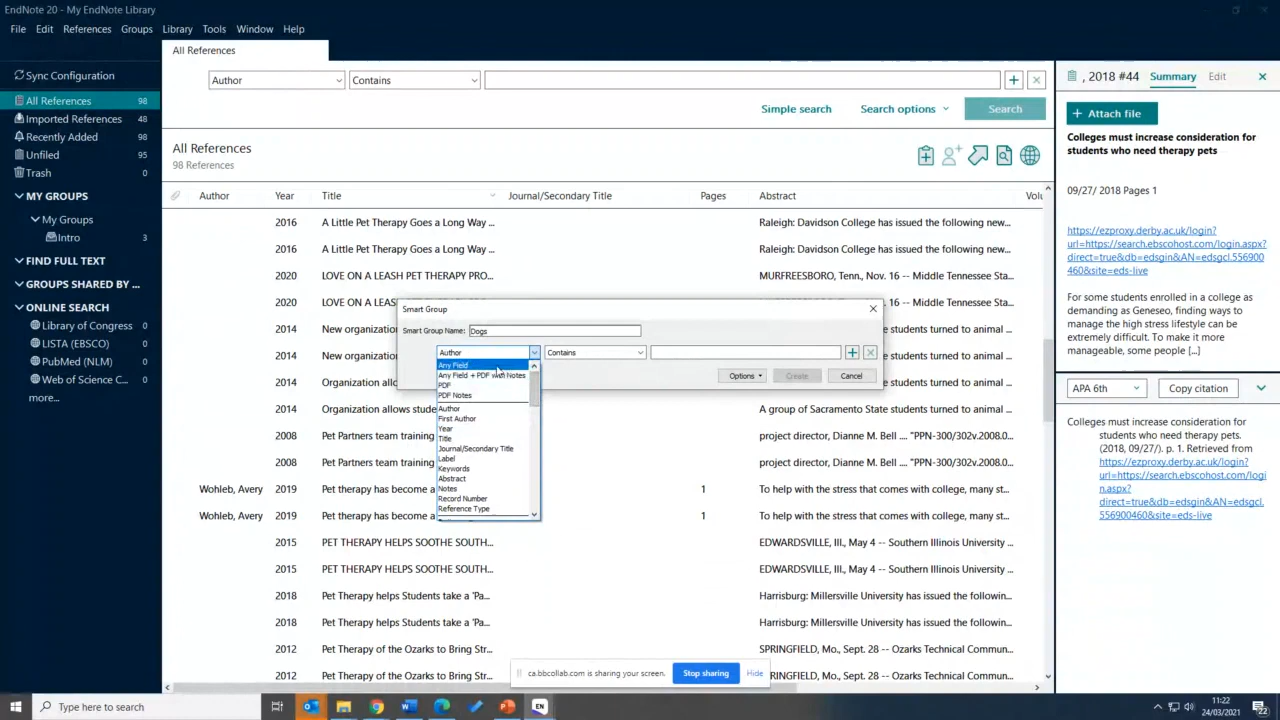 EndNote 20 - My EndNote Library
File Edit References Groups Library Tools Window Help
Sync Configuration
All References 98
Imported References 48
Recently Added 98
Unfiled 95
Trash 0
MY GROUPS
My Groups
Intro 3
FIND FULL TEXT
GROUPS SHARED BY ...
ONLINE SEARCH
Library of Congress 0
LISTA (EBSCO) 0
PubMed (NLM) 0
Web of Science C... 0
more...
All References
Author Contains
Simple search Search options Search
All References
98 References
Author Year Title Journal/Secondary Title Pages Abstract Volu
2016 A Little Pet Therapy Goes a Long Way ... Raleigh: Davidson College has issued the following new...
2016 A Little Pet Therapy Goes a Long Way ... Raleigh: Davidson College has issued the following new...
2020 LOVE ON A LEASH PET THERAPY PRO... MURFREESBORO, Tenn., Nov. 16 -- Middle Tennessee Sta...
2020 LOVE ON A LEASH
2014 New organization
2014 New organization
2014 Organization allo
2014 Organization allows stude
A group of Sacramento State students turned to animal ...
2008 Pet Partners team training project director, Dianne M. Bell .... "PPN-300/302v.2008.0...
2008 Pet Partners team training project director, Dianne M. Bell .... "PPN-300/302v.2008.0...
Wohleb, Avery 2019 Pet therapy has become a 1 To help with the stress that comes with college, many st...
Wohleb, Avery 2019 Pet therapy has become a 1 To help with the stress that comes with college, many st...
2015 PET THERAPY HELPS SOOTHE SOUTH... EDWARDSVILLE, Ill., May 4 -- Southern Illinois University ...
2015 PET THERAPY HELPS SOOTHE SOUTH... EDWARDSVILLE, Ill., May 4 -- Southern Illinois University ...
2018 Pet Therapy helps Students take a 'Pa... Harrisburg: Millersville University has issued the followin...
2018 Pet Therapy helps Students take a 'Pa... Harrisburg: Millersville University has issued the followin...
2012 Pet Therapy of the Ozarks to Bring Str... SPRINGFIELD, Mo., Sept. 28 -- Ozarks Technical Commun...
2012 Pet Therapy of the Ozarks to Bring Str... RINGFIELD, Mo., Sept. 28 -- Ozarks Technical Commun...
Smart Group
Smart Group Name: Dogs
Author Contains
Options Create Cancel
Any Field
Any Field + PDF with Notes
PDF
PDF Notes
Author
First Author
Year
Title
Journal/Secondary Title
Label
Keywords
Abstract
Notes
Record Number
Reference Type
, 2018 #44 Summary Edit
Attach file
Colleges must increase consideration for
students who need therapy pets
09/27/ 2018 Pages 1
https://ezproxy.derby.ac.uk/login?
url=https://search.ebscohost.com/login.aspx?
direct=true&db=edsgin&AN=edsgcl.556900
460&site=eds-live
For some students enrolled in a college as
demanding as Geneseo, finding ways to
manage the high stress lifestyle can be
extremely difficult. To make it more
manageable, some people [...]
APA 6th Copy citation
Colleges must increase consideration for
students who need therapy pets.
(2018, 09/27/). p. 1. Retrieved from
https://ezproxy.derby.ac.uk/login?
url=https://search.ebscohost.com/logi
n.aspx?
direct=true&db=edsgin&AN=edsgcl.
556900460&site=eds-live
ca.bbcollab.com is sharing your screen. Stop sharing Hide
Type here to search
EN
11:22
24/03/2021
22